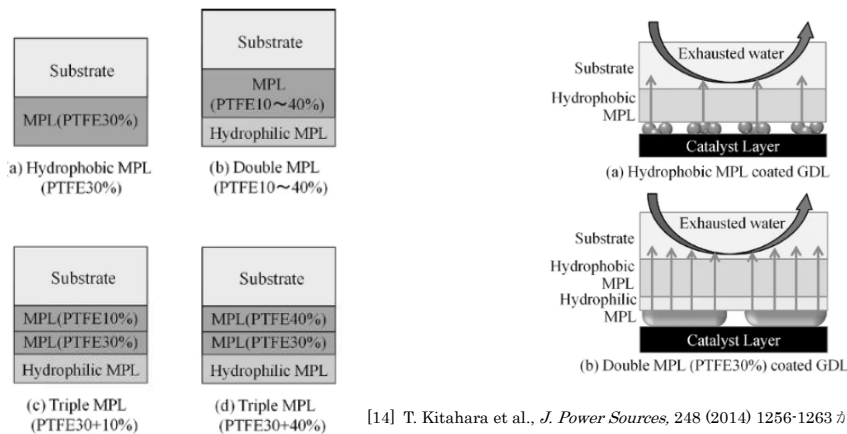 Substrate
MPL(PTFE30%)
(a) Hydrophobic MPL
(PTFE30%)
Substrate
MPL
(PTFE10～40%)
Hydrophilic MPL
(b) Double MPL
(PTFE10～40%)
Substrate
MPL(PTFE10%)
MPL(PTFE30%)
Hydrophilic MPL
(c) Triple MPL
(PTFE30+10%)
Substrate
MPL(PTFE40%)
MPL(PTFE30%)
Hydrophilic MPL
(d) Triple MPL
(PTFE30+40%)
Exhausted water
Substrate
Hydrophobic
MPL
Catalyst Layer
(a) Hydrophobic MPL coated GDL
Exhausted water
Substrate
Hydrophobic
MPL
Hydrophilic
MPL
Catalyst Layer
(b) Double MPL (PTFE30%) coated GDL
[14] T. Kitahara et al., J. Power Sources, 248 (2014) 1256-1263